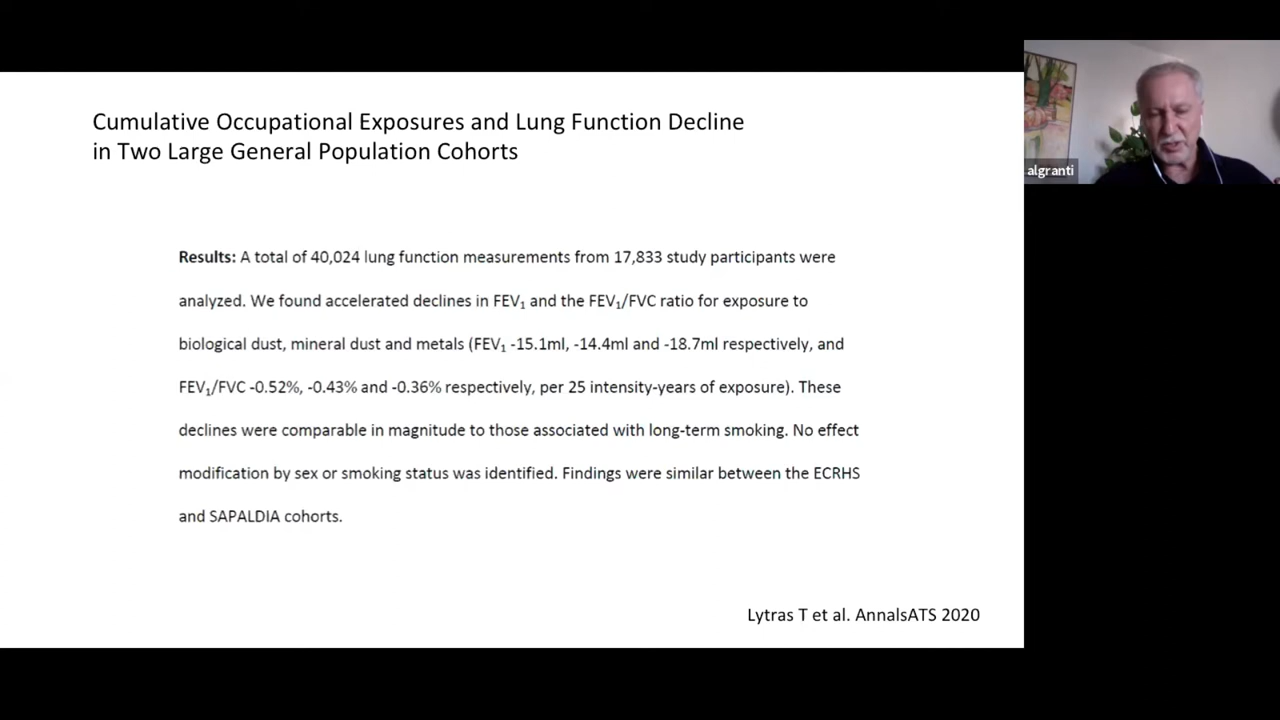 Cumulative Occupational Exposures and Lung Function Decline
in Two Large General Population Cohorts
Results: A total of 40,024 lung function measurements from 17,833 study participants were
analyzed. We found accelerated declines in FEV₁ and the FEV₁/FVC ratio for exposure to
biological dust, mineral dust and metals (FEV₁ -15.1ml, -14.4ml and -18.7ml respectively, and
FEV₁/FVC -0.52%, -0.43% and -0.36% respectively, per 25 intensity-years of exposure). These
declines were comparable in magnitude to those associated with long-term smoking. No effect
modification by sex or smoking status was identified. Findings were similar between the ECRHS
and SAPALDIA cohorts.
Lytras T et al. AnnalsATS 2020
algranti